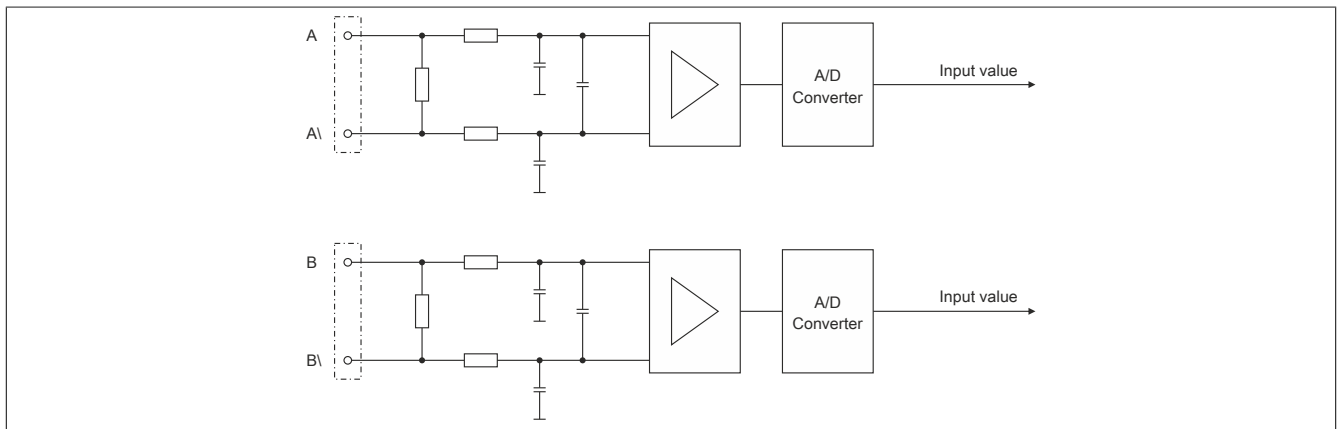 A
A\
A/D
Converter
Input value
B
B\
A/D
Converter
Input value